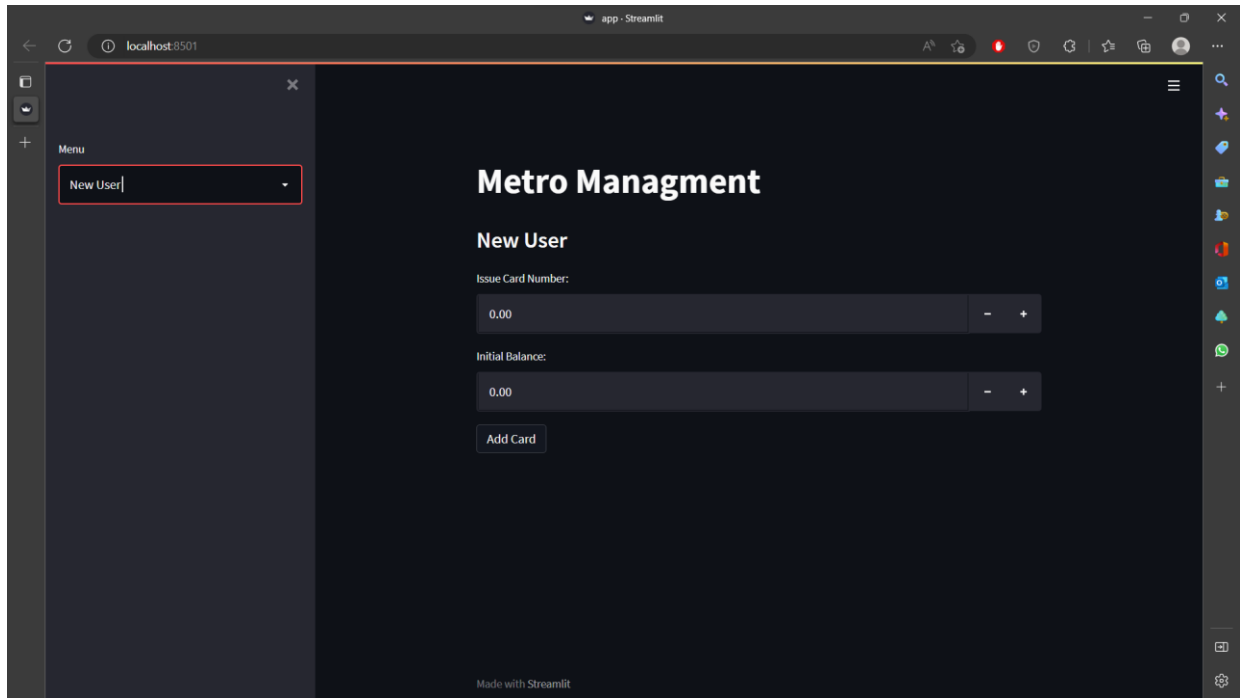 app - Streamlit
localhost:8501
Menu
New User
Metro Managment
New User
Issue Card Number:
0.00
Initial Balance:
0.00
Add Card
Made with Streamlit